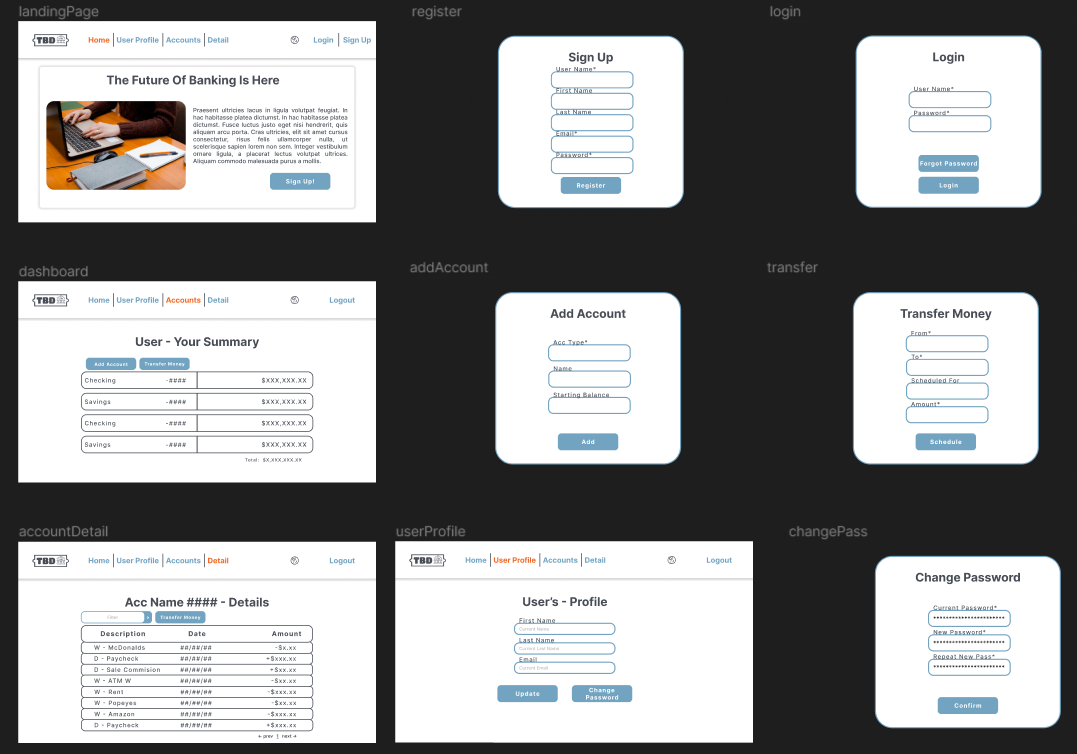 landingPage
TBD
Home
User Profile
Accounts
Detail
Login
Sign Up
The Future Of Banking Is Here
Praesent ultricies lacus in ligula volutpat feugiat. In
hac habitasse platea dictumst. In hac habitasse platea
dictumst. Fusce luctus justo eget nisi hendrerit, quis
aliquam arcu porta. Cras ultricies, elit sit amet cursus
consectetur, risus felis ullamcorper nulla, ut
scelerisque sapien lorem non sem. Integer vestibulum
ornare ligula, a placerat lectus volutpat ultrices.
Aliquam commodo malesuada purus a mollis.
Sign Up!
register
Sign Up
User Name*
First Name
Last Name
Email*
Password*
Register
login
Login
User Name*
Password*
Forgot Password
Login
dashboard
TBD
Home
User Profile
Accounts
Detail
Logout
User - Your Summary
Add Account
Transfer Money
Checking -#### $XXX,XXX.XX
Savings -#### $XXX,XXX.XX
Checking -#### $XXX,XXX.XX
Savings -#### $XXX,XXX.XX
Total: $X,XXX,XXX.XX
addAccount
Add Account
Acc Type*
Name
Starting Balance
Add
transfer
Transfer Money
From*
To*
Scheduled For
Amount*
Schedule
accountDetail
TBD
Home
User Profile
Accounts
Detail
Logout
Acc Name #### - Details
Filter
Transfer Money
Description Date Amount
W - McDonalds ##/##/## -$x.xx
D - Paycheck ##/##/## +$xxx.xx
D - Sale Commision ##/##/## +$xx.xx
W - ATM W ##/##/## -$xx.xx
W - Rent ##/##/## -$xxx.xx
W - Popeyes ##/##/## -$xx.xx
W - Amazon ##/##/## -$xx.xx
D - Paycheck ##/##/## +$xxx.xx
← prev | next →
userProfile
TBD
Home
User Profile
Accounts
Detail
Logout
User's - Profile
First Name
Current Name
Last Name
Current Last Name
Email
Current Email
Update
Change
Password
changePass
Change Password
Current Password*
***********************
New Password*
***********************
Repeat New Pass*
***********************
Confirm